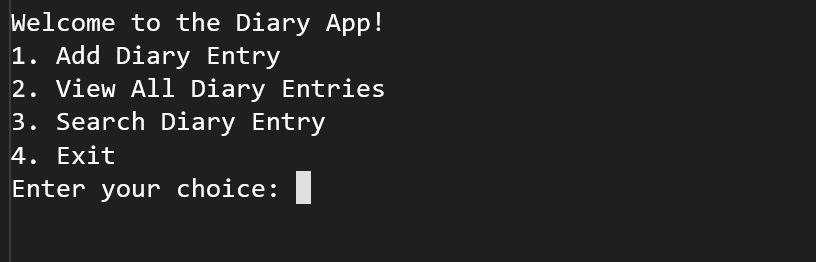 Welcome to the Diary App!
1. Add Diary Entry
2. View All Diary Entries
3. Search Diary Entry
4. Exit
Enter your choice: